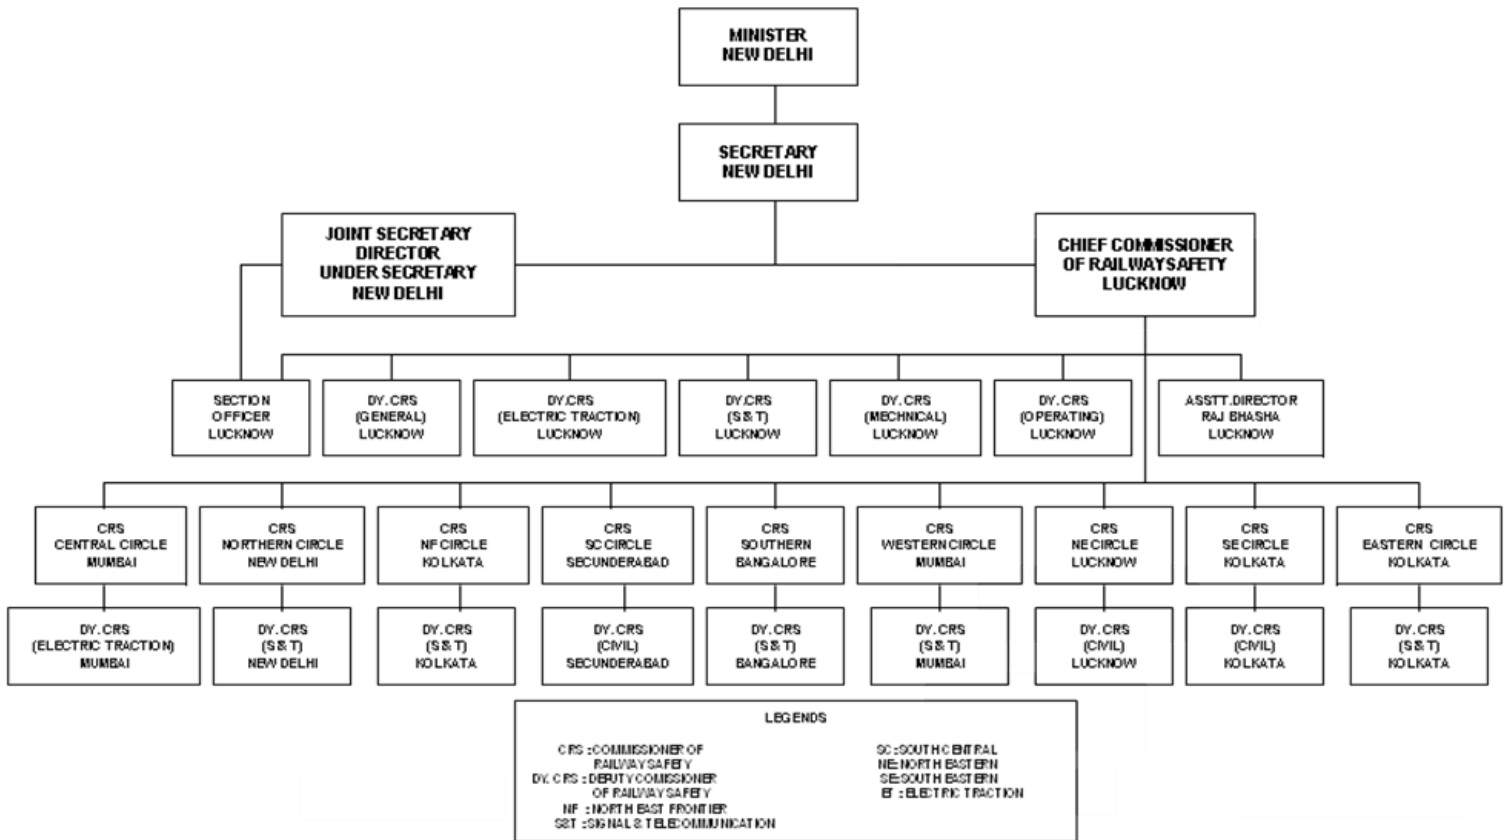 MINISTER
NEW DELHI
SECRETARY
NEW DELHI
JOINT SECRETARY
DIRECTOR
UNDER SECRETARY
NEW DELHI
CHIEF COMMISSIONER
OF RAILWAY SAFETY
LUCKNOW
SECTION
OFFICER
LUCKNOW
DY. CRS
(GENERAL)
LUCKNOW
DY.CRS
(ELECTRIC TRACTION)
LUCKNOW
DY. CRS
(S & T)
LUCKNOW
DY. CRS
(MECHNICAL)
LUCKNOW
DY. CRS
(OPERATING)
LUCKNOW
ASSTT.DIRECTOR
RAJ BHASHA
LUCKNOW
CRS
CENTRAL CIRCLE
MUMBAI
CRS
NORTHERN CIRCLE
NEW DELHI
CRS
NF CIRCLE
KOLKATA
CRS
SC CIRCLE
SECUNDERABAD
CRS
SOUTHERN
BANGALORE
CRS
WESTERN CIRCLE
MUMBAI
CRS
NE CIRCLE
LUCKNOW
CRS
SE CIRCLE
KOLKATA
CRS
EASTERN CIRCLE
KOLKATA
DY. CRS
(ELECTRIC TRACTION)
MUMBAI
DY. CRS
(S & T)
NEW DELHI
DY. CRS
(S & T)
KOLKATA
DY. CRS
(CIVIL)
SECUNDERABAD
DY. CRS
(S & T)
BANGALORE
DY. CRS
(S & T)
MUMBAI
DY. CRS
(CIVIL)
LUCKNOW
DY. CRS
(CIVIL)
KOLKATA
DY. CRS
(S & T)
KOLKATA
LEGENDS
CRS : COMMISSIONER OF
RAILWAY SAFETY
DY. CRS : DEPUTY COMISSIONER
OF RAILWAY SAFETY
NF : NORTH EAST FRONTIER
S&T : SIGNAL & TELECOMMUNICATION
SC : SOUTH CENTRAL
NE : NORTH EASTERN
SE : SOUTH EASTERN
ET : ELECTRIC TRACTION